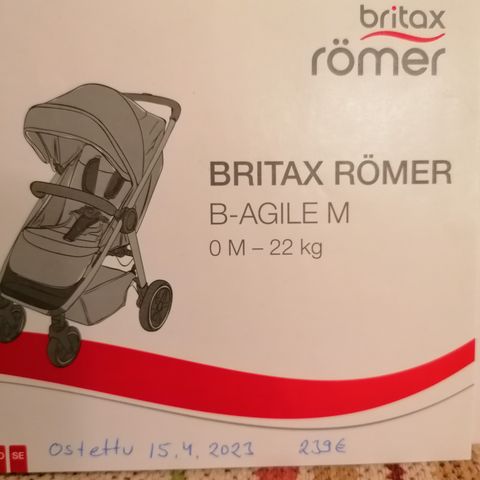 britax
römer
BRITAX RÖMER
B-AGILE M
0 M – 22 kg
SE
Ostettu 15.4.2023 239€